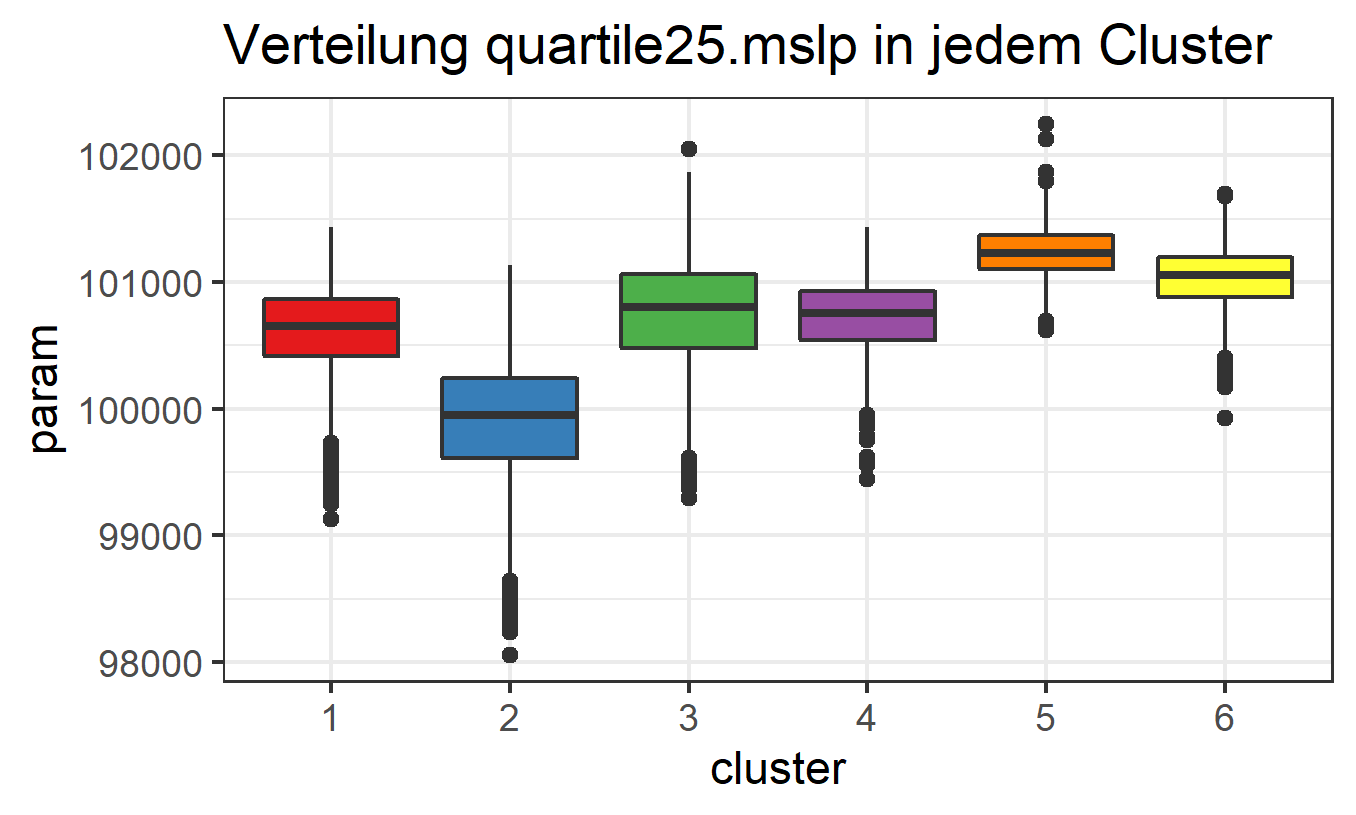 Verteilung quartile25.mslp in jedem Cluster
102000
101000
100000
99000
98000
param
1 2 3 4 5 6
cluster